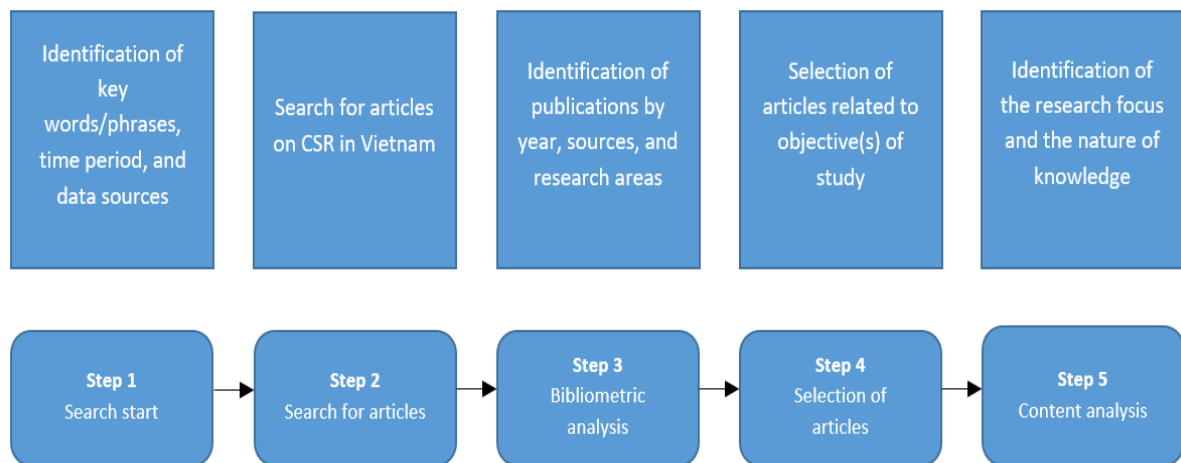 Identification of
key
words/phrases,
time period, and
data sources
Search for articles
on CSR in Vietnam
Identification of
publications by
year, sources, and
research areas
Selection of
articles related to
objective(s) of
study
Identification of
the research focus
and the nature of
knowledge
Step 1
Search start
Step 2
Search for articles
Step 3
Bibliometric
analysis
Step 4
Selection of
articles
Step 5
Content analysis